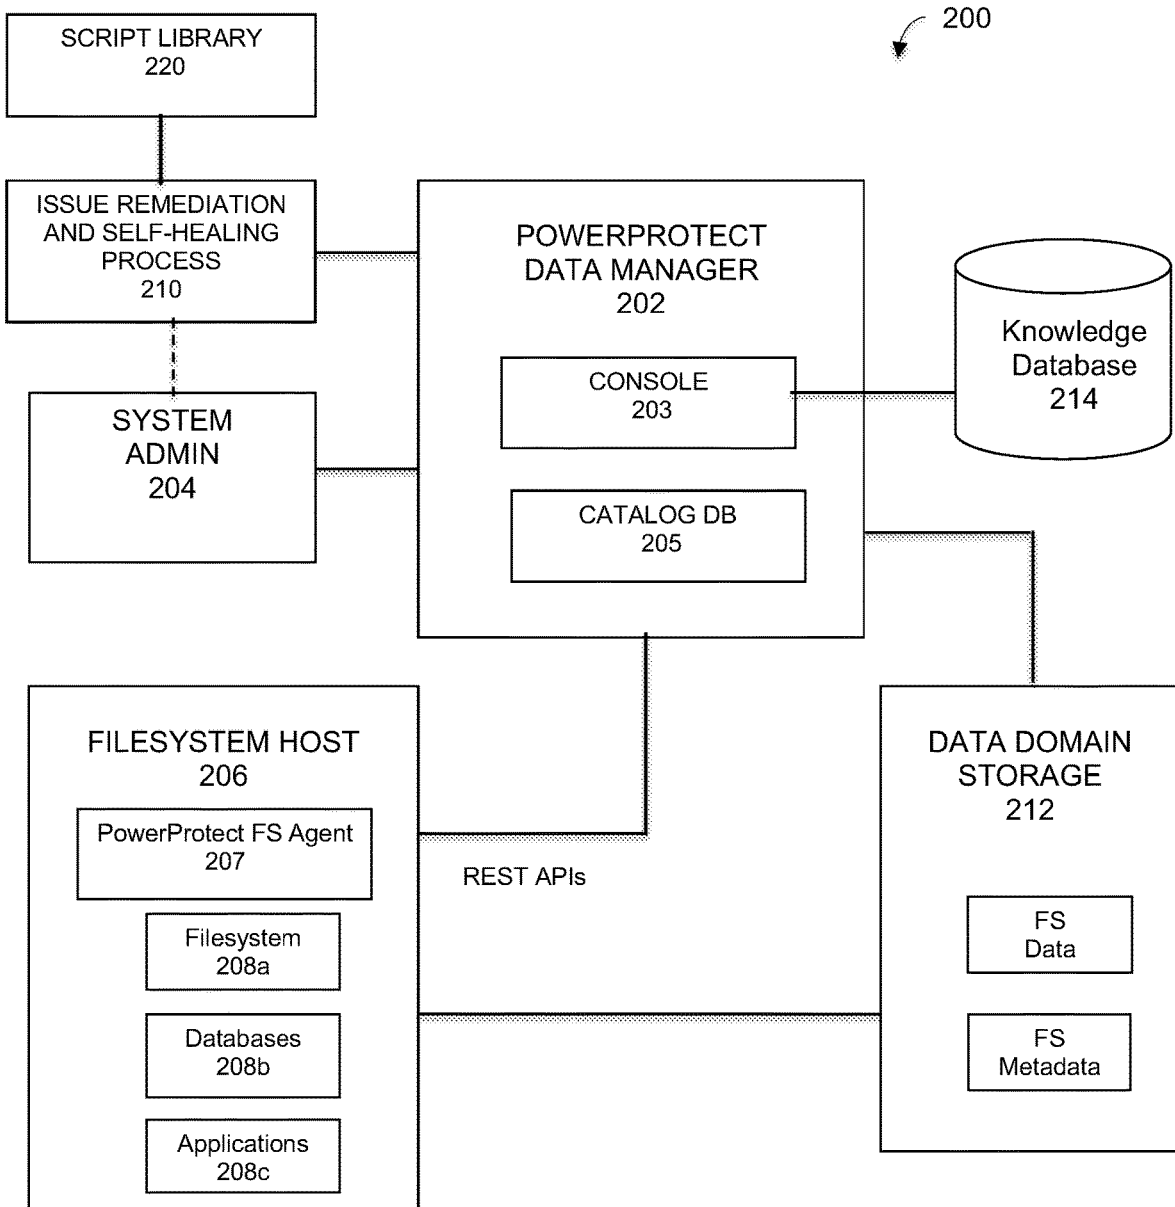 200
SCRIPT LIBRARY
220
ISSUE REMEDIATION
AND SELF-HEALING
PROCESS
210
SYSTEM
ADMIN
204
POWERPROTECT
DATA MANAGER
202
CONSOLE
203
CATALOG DB
205
Knowledge
Database
214
FILESYSTEM HOST
206
PowerProtect FS Agent
207
Filesystem
208a
Databases
208b
Applications
208c
REST APIs
DATA DOMAIN
STORAGE
212
FS
Data
FS
Metadata